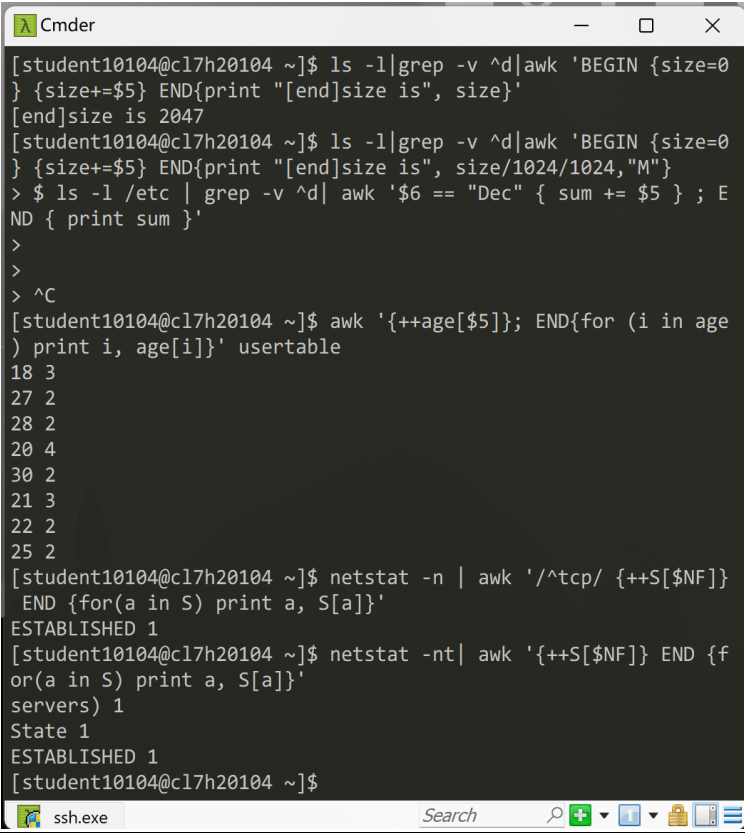 Cmder
[student10104@cl7h20104 ~]$ ls -l|grep -v ^d|awk 'BEGIN {size=0
} {size+=$5} END{print "[end]size is", size}'
[end]size is 2047
[student10104@cl7h20104 ~]$ ls -l|grep -v ^d|awk 'BEGIN {size=0
} {size+=$5} END{print "[end]size is", size/1024/1024,"M"}
> $ ls -l /etc | grep -v ^d| awk '$6 == "Dec" { sum += $5 } ; E
ND { print sum }'
>
>
> ^C
[student10104@cl7h20104 ~]$ awk '{++age[$5]}; END{for (i in age
) print i, age[i]}' usertable
18 3
27 2
28 2
20 4
30 2
21 3
22 2
25 2
[student10104@cl7h20104 ~]$ netstat -n | awk '/^tcp/ {++S[$NF]}
 END {for(a in S) print a, S[a]}'
ESTABLISHED 1
[student10104@cl7h20104 ~]$ netstat -nt| awk '{++S[$NF]} END {f
or(a in S) print a, S[a]}'
servers) 1
State 1
ESTABLISHED 1
[student10104@cl7h20104 ~]$
ssh.exe Search